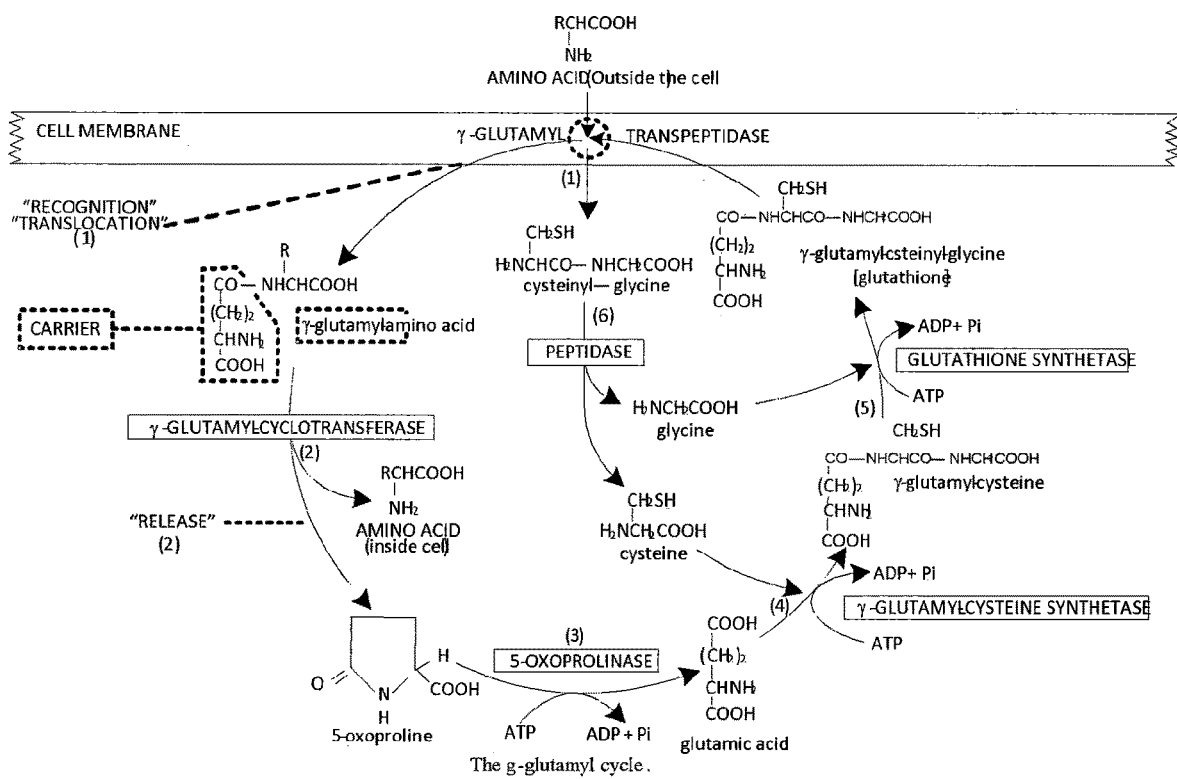 RCHCOOH
NH2
AMINO ACID(Outside the) cell
CELL MEMBRANE
γ-GLUTAMYL
TRANSPEPTIDASE
(1)
"RECOGNITION"
"TRANSLOCATION"
(1)
CH2SH
H2NCHCO—NHCH2COOH
cysteinyl—glycine
(6)
CH2SH
CO—NHCHCO—NHCHCOOH
(CH2)2
CHNH2
COOH
γ-glutamylcsteinyl-glycine
[glutathione]
R
CO—NHCHCOOH
(CH2)2
CHNH2
COOH
CARRIER
γ-glutamylamino acid
PEPTIDASE
ADP+ Pi
GLUTATHIONE SYNTHETASE
ATP
(5)
H2NCH2COOH
glycine
γ-GLUTAMYLCYCLOTRANSFERASE
(2)
RCHCOOH
NH2
AMINO ACID
(inside cell)
"RELEASE"
(2)
CH2SH
H2NCHCOOH
cysteine
CH2SH
CO—NHCHCO—NHCHCOOH
(CH2)2
CHNH2
COOH
γ-glutamylcysteine
ADP+ Pi
(4)
γ-GLUTAMYLCYSTEINE SYNTHETASE
ATP
O
N
H
H
COOH
5-oxoproline
(3)
5-OXOPROLINASE
ATP
ADP + Pi
COOH
(CH2)2
CHNH2
COOH
glutamic acid
The g-glutamyl cycle.